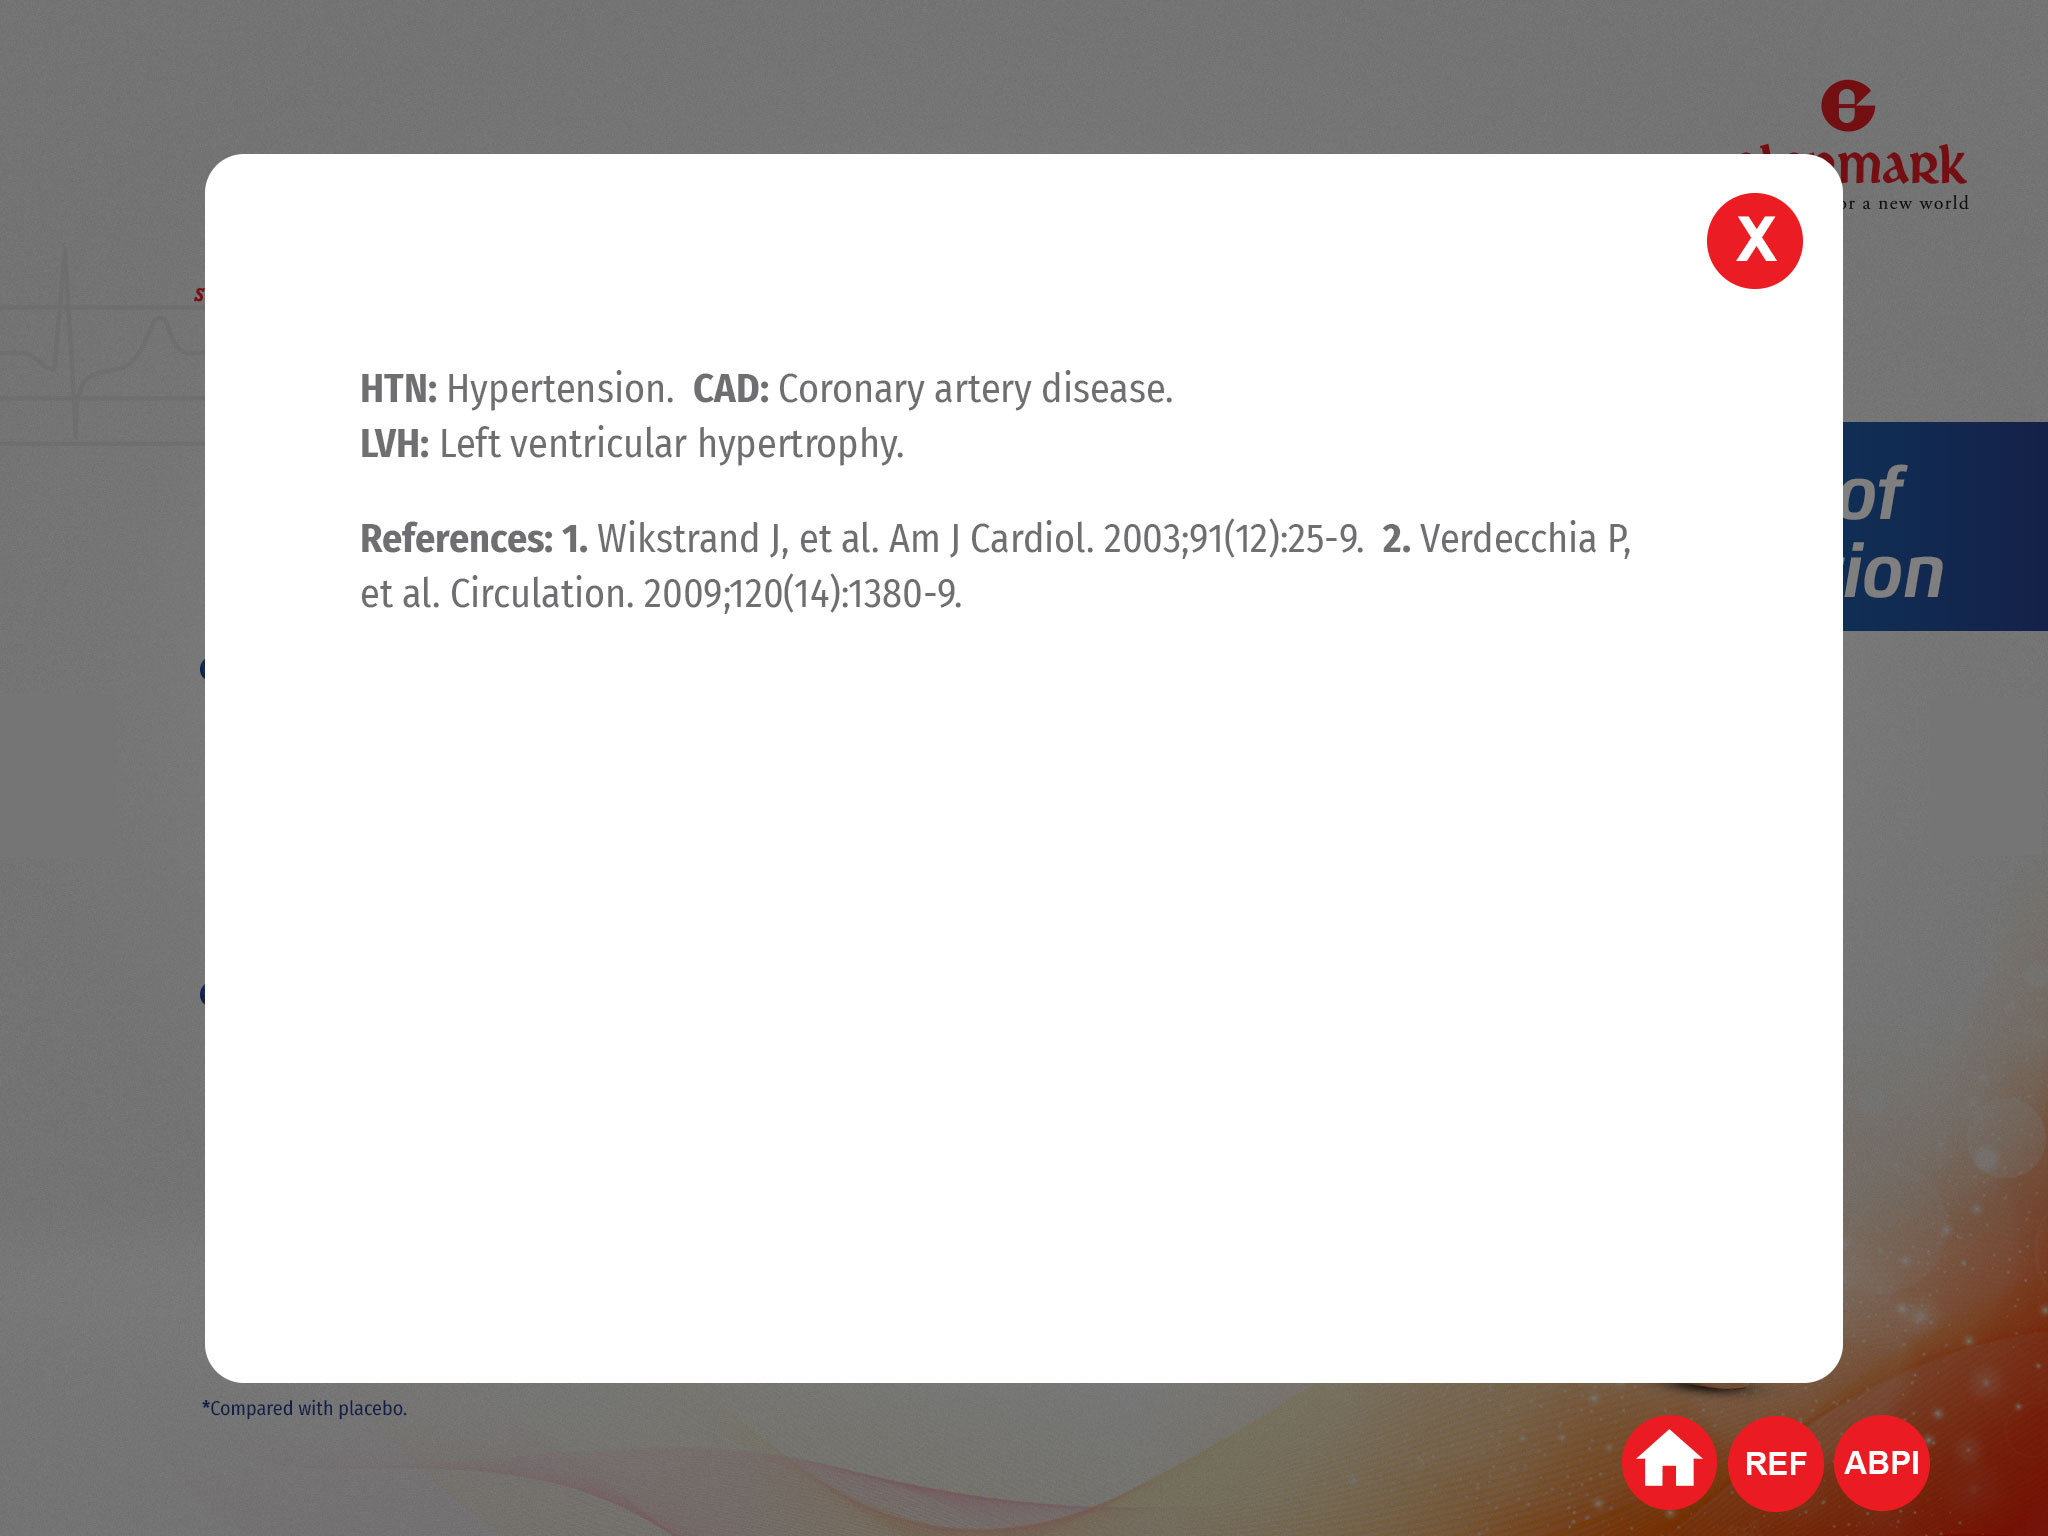 mark
or a new world
X
HTN: Hypertension. CAD: Coronary artery disease.
LVH: Left ventricular hypertrophy.
of
References: 1. Wikstrand J, et al. Am J Cardiol. 2003;91(12):25-9. 2. Verdecchia P,
et al. Circulation. 2009;120(14):1380-9.
ion
*Compared with placebo.
REF
ABPI